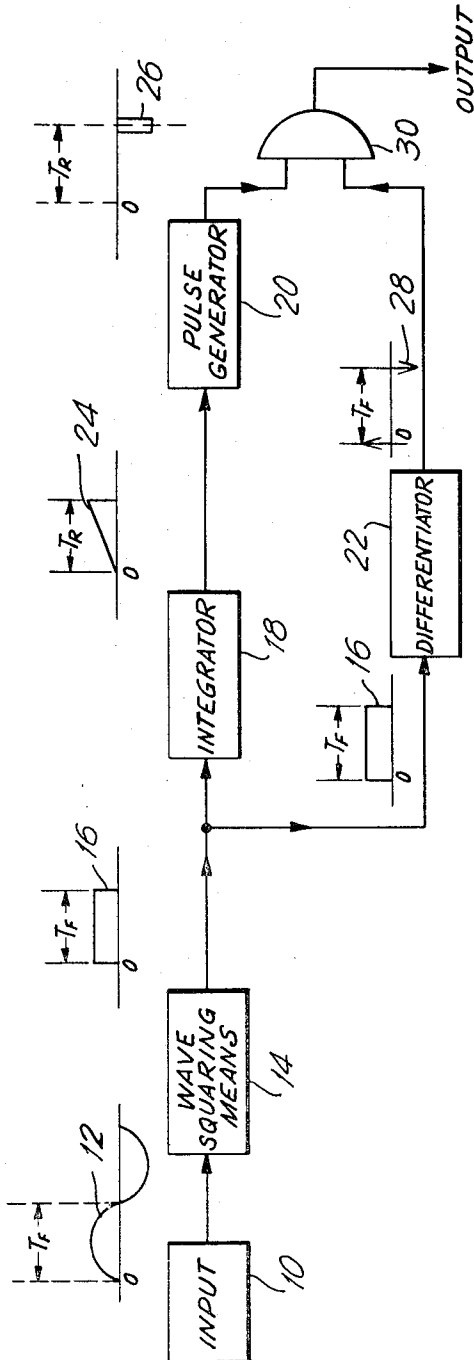 T_F
12
0
INPUT
10
WAVE
SQUARING
MEANS
14
T_F
16
0
INTEGRATOR
18
T_R
24
0
PULSE
GENERATOR
20
T_R
26
0
T_F
16
0
DIFFERENTIATOR
22
T_F
28
0
30
OUTPUT